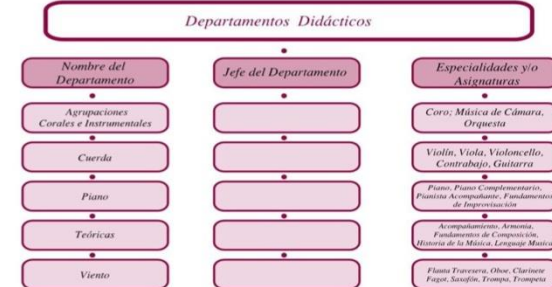 Departamentos Didácticos
Nombre del
Departamento
Jefe del Departamento
Especialidades y/o
Asignaturas
Agrupaciones
Corales e Instrumentales
Coro; Música de Cámara,
Orquesta
Cuerda
Violín, Viola, Violoncello,
Contrabajo, Guitarra
Piano
Piano, Piano Complementario,
Pianista Acompañante, Fundamentos
de Improvisación
Teóricas
Acompañamiento, Armonía,
Fundamentos de Composición,
Historia de la Música, Lenguaje Musical
Viento
Flauta Travesera, Oboe, Clarinete
Fagot, Saxofón, Trompa, Trompeta